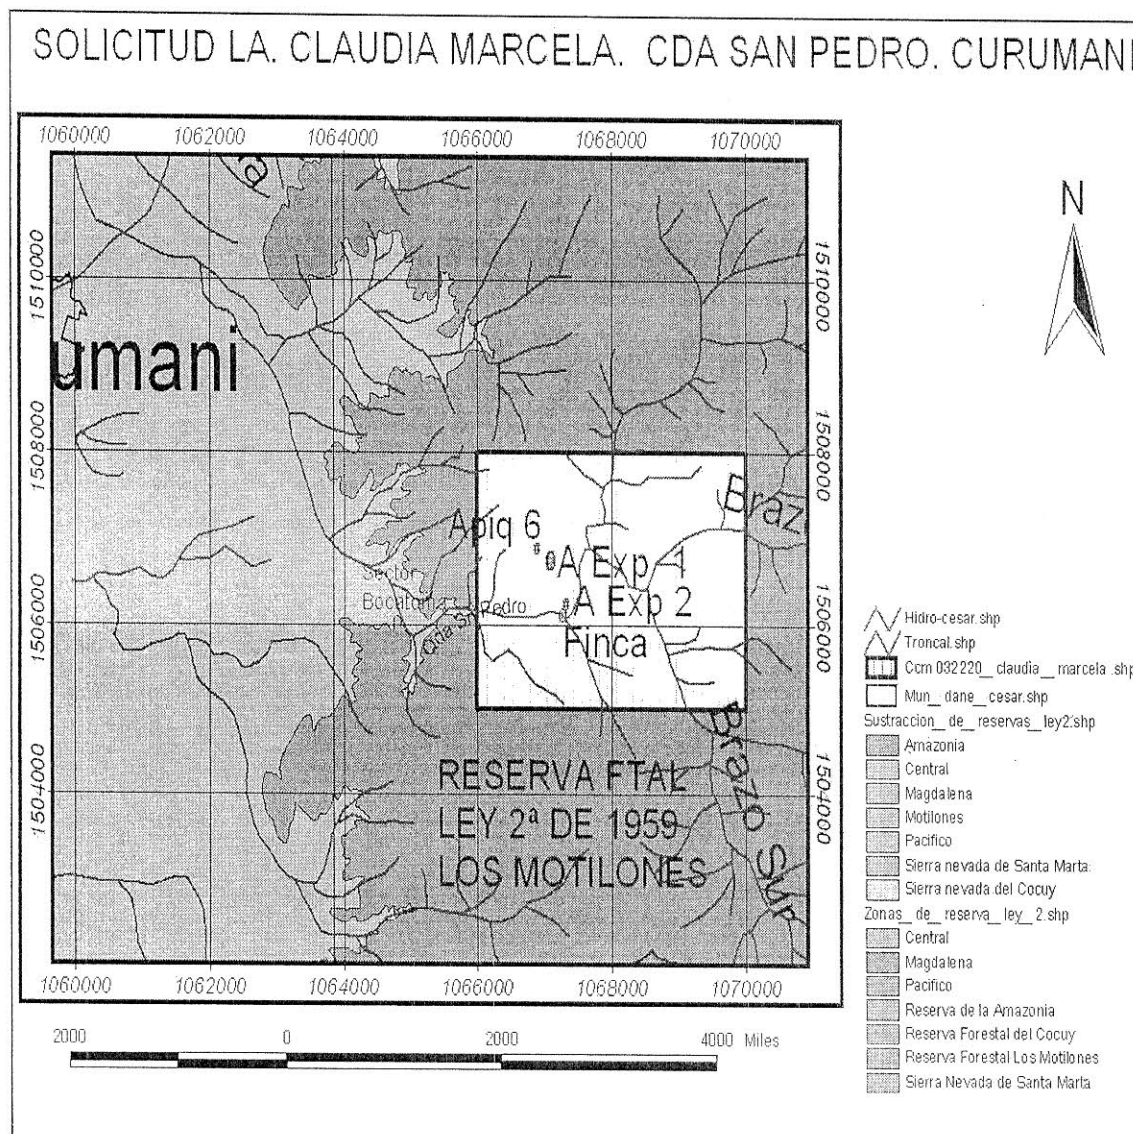 SOLICITUD LA. CLAUDIA MARCELA. CDA SAN PEDRO. CURUMANI
1060000 1062000 1064000 1066000 1068000 1070000
a
N
1510000 1510000
umani
1508000 1508000
Braz
Apiq 6
A Exp 1
Sector
Bocatoma
A Exp 2
Qda San Pedro
1506000 1506000
Finca
Brazo Sur
1504000 1504000
RESERVA FTAL
LEY 2ª DE 1959
LOS MOTILONES
1060000 1062000 1064000 1066000 1068000 1070000
2000 0 2000 4000 Miles
Hidro-cesar.shp
Troncal.shp
Ccm 032220_claudia_marcela.shp
Mun_dane_cesar.shp
Sustraccion_de_reservas_ley2.shp
Amazonia
Central
Magdalena
Motilones
Pacifico
Sierra nevada de Santa Marta
Sierra nevada del Cocuy
Zonas_de_reserva_ley_2.shp
Central
Magdalena
Pacifico
Reserva de la Amazonia
Reserva Forestal del Cocuy
Reserva Forestal Los Motilones
Sierra Nevada de Santa Marta